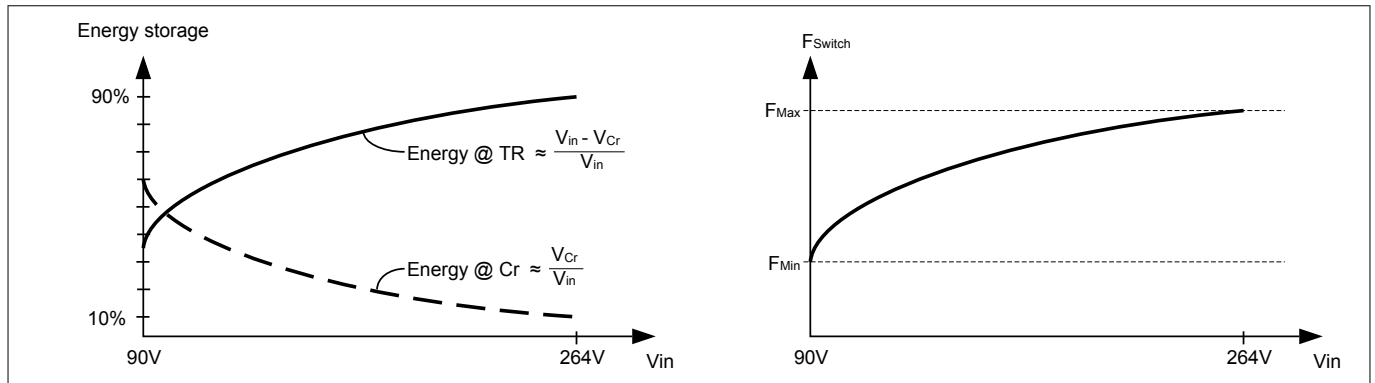 Energy storage
90%
Energy @ TR ≈ Vin - VCr / Vin
Energy @ Cr ≈ VCr / Vin
10%
90V
264V
Vin
FSwitch
FMax
FMin
90V
264V
Vin